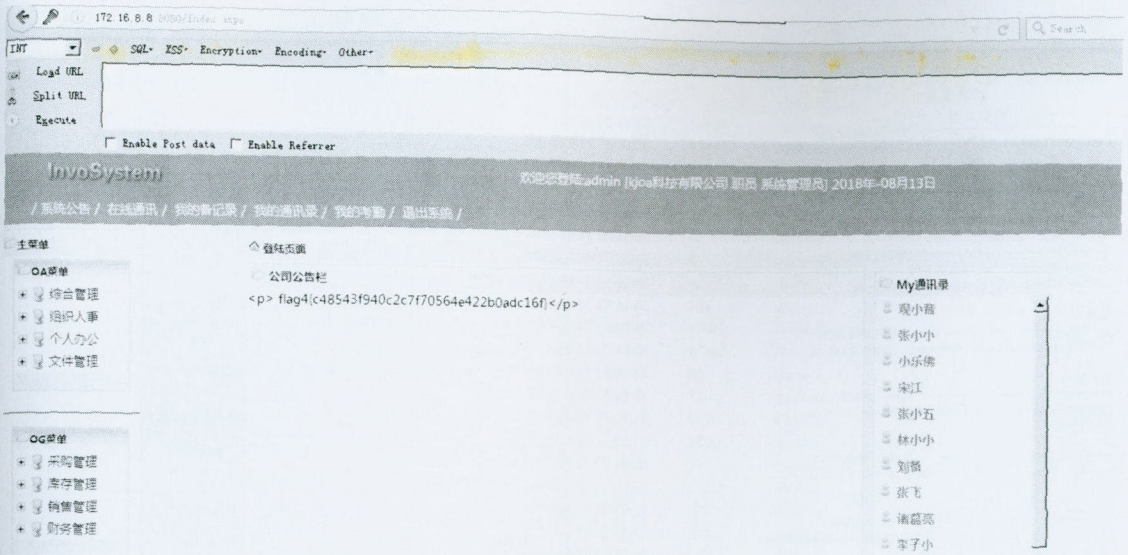 172.16.8.8:8080/Index.aspx
Search
INT SQL- XSS- Encryption- Encoding- Other-
Load URL
Split URL
Execute
Enable Post data Enable Referrer
InvoSystem
欢迎您登陆:admin [kjoa科技有限公司 职员 系统管理员] 2018年-08月13日
/ 系统公告 / 在线通讯 / 我的备记录 / 我的通讯录 / 我的考勤 / 退出系统 /
主菜单
OA菜单
综合管理
组织人事
个人办公
文件管理
OG菜单
采购管理
库存管理
销售管理
财务管理
登陆页面
公司公告栏
<p> flag4{c48543f940c2c7f70564e422b0adc16f}</p>
My通讯录
观小音
张小小
小乐佛
宋江
张小五
林小小
刘备
张飞
诸葛亮
李子小